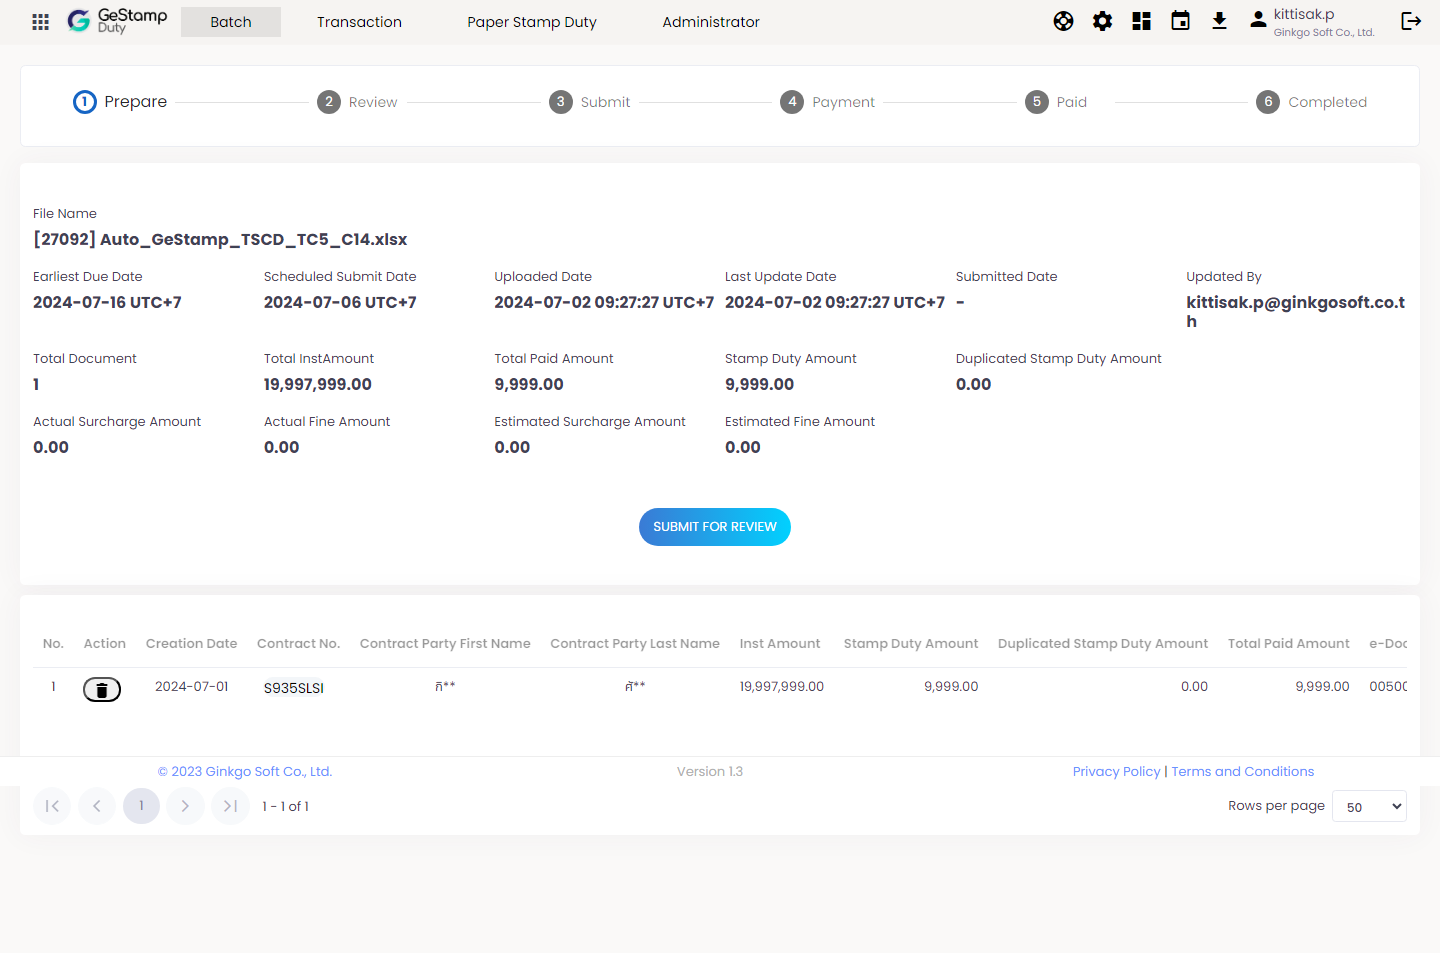 GeStamp
Duty
Batch
Transaction
Paper Stamp Duty
Administrator
kittisak.p
Ginkgo Soft Co., Ltd.
1 Prepare
2 Review
3 Submit
4 Payment
5 Paid
6 Completed
File Name
[27092] Auto_GeStamp_TSCD_TC5_C14.xlsx
Earliest Due Date
2024-07-16 UTC+7
Scheduled Submit Date
2024-07-06 UTC+7
Uploaded Date
2024-07-02 09:27:27 UTC+7
Last Update Date
2024-07-02 09:27:27 UTC+7
Submitted Date
-
Updated By
kittisak.p@ginkgosoft.co.t
h
Total Document
1
Total InstAmount
19,997,999.00
Total Paid Amount
9,999.00
Stamp Duty Amount
9,999.00
Duplicated Stamp Duty Amount
0.00
Actual Surcharge Amount
0.00
Actual Fine Amount
0.00
Estimated Surcharge Amount
0.00
Estimated Fine Amount
0.00
SUBMIT FOR REVIEW
No. Action Creation Date Contract No. Contract Party First Name Contract Party Last Name Inst Amount Stamp Duty Amount Duplicated Stamp Duty Amount Total Paid Amount e-Doc
1 2024-07-01 S935SLSI กิ** ศั** 19,997,999.00 9,999.00 0.00 9,999.00 00500
© 2023 Ginkgo Soft Co., Ltd.
Version 1.3
Privacy Policy | Terms and Conditions
1
1 - 1 of 1
Rows per page 50